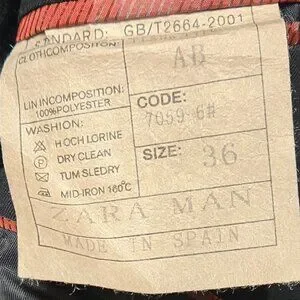 STANDARD: GB/T2664-2001
CLOTHCOMPOSITION AB
LIN INCOMPOSITION:
100%POLYESTER
CODE:
7059 6#
WASHION:
HOCH LORINE
DRY CLEAN
TUM SLEDRY
MID-IRON 160°C
SIZE: 36
ZARA MAN
MADE IN SPAIN